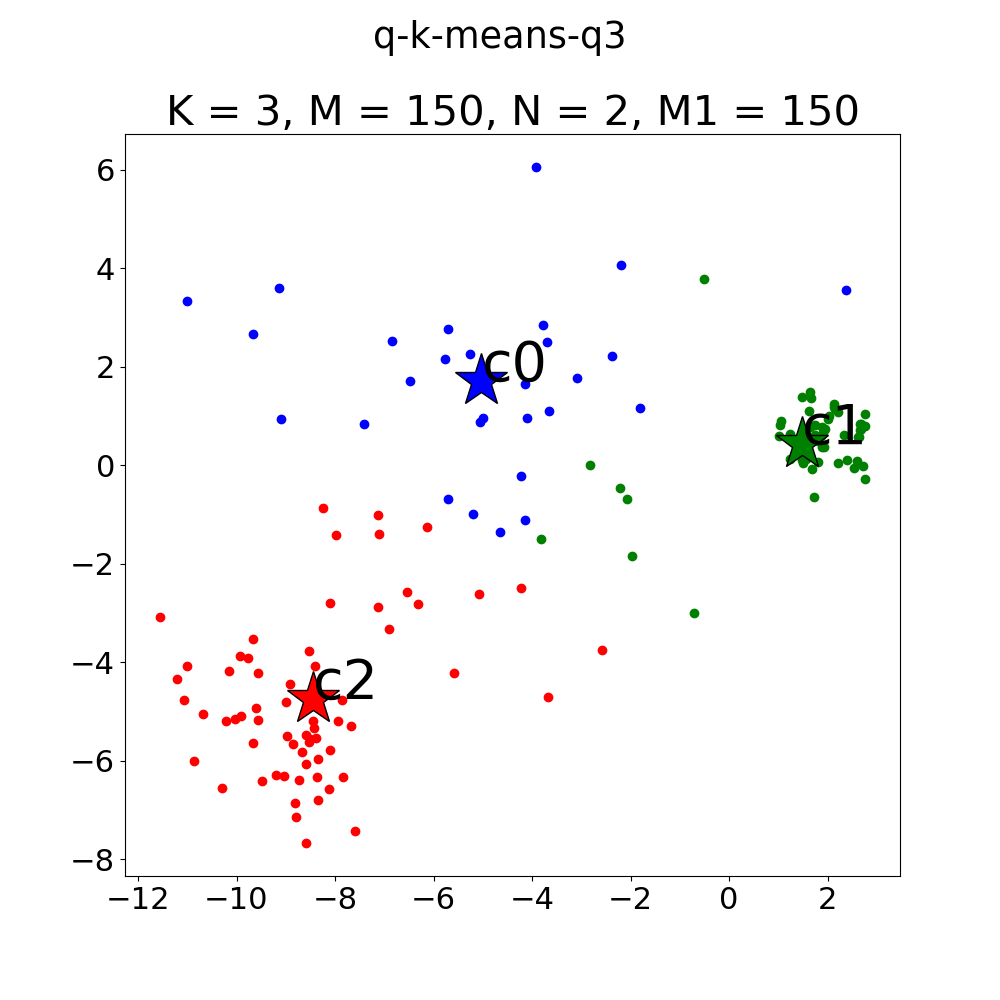 q-k-means-q3
K = 3, M = 150, N = 2, M1 = 150
6
4
2
0
−2
−4
−6
−8
c0
c1
c2
−12 −10 −8 −6 −4 −2 0 2